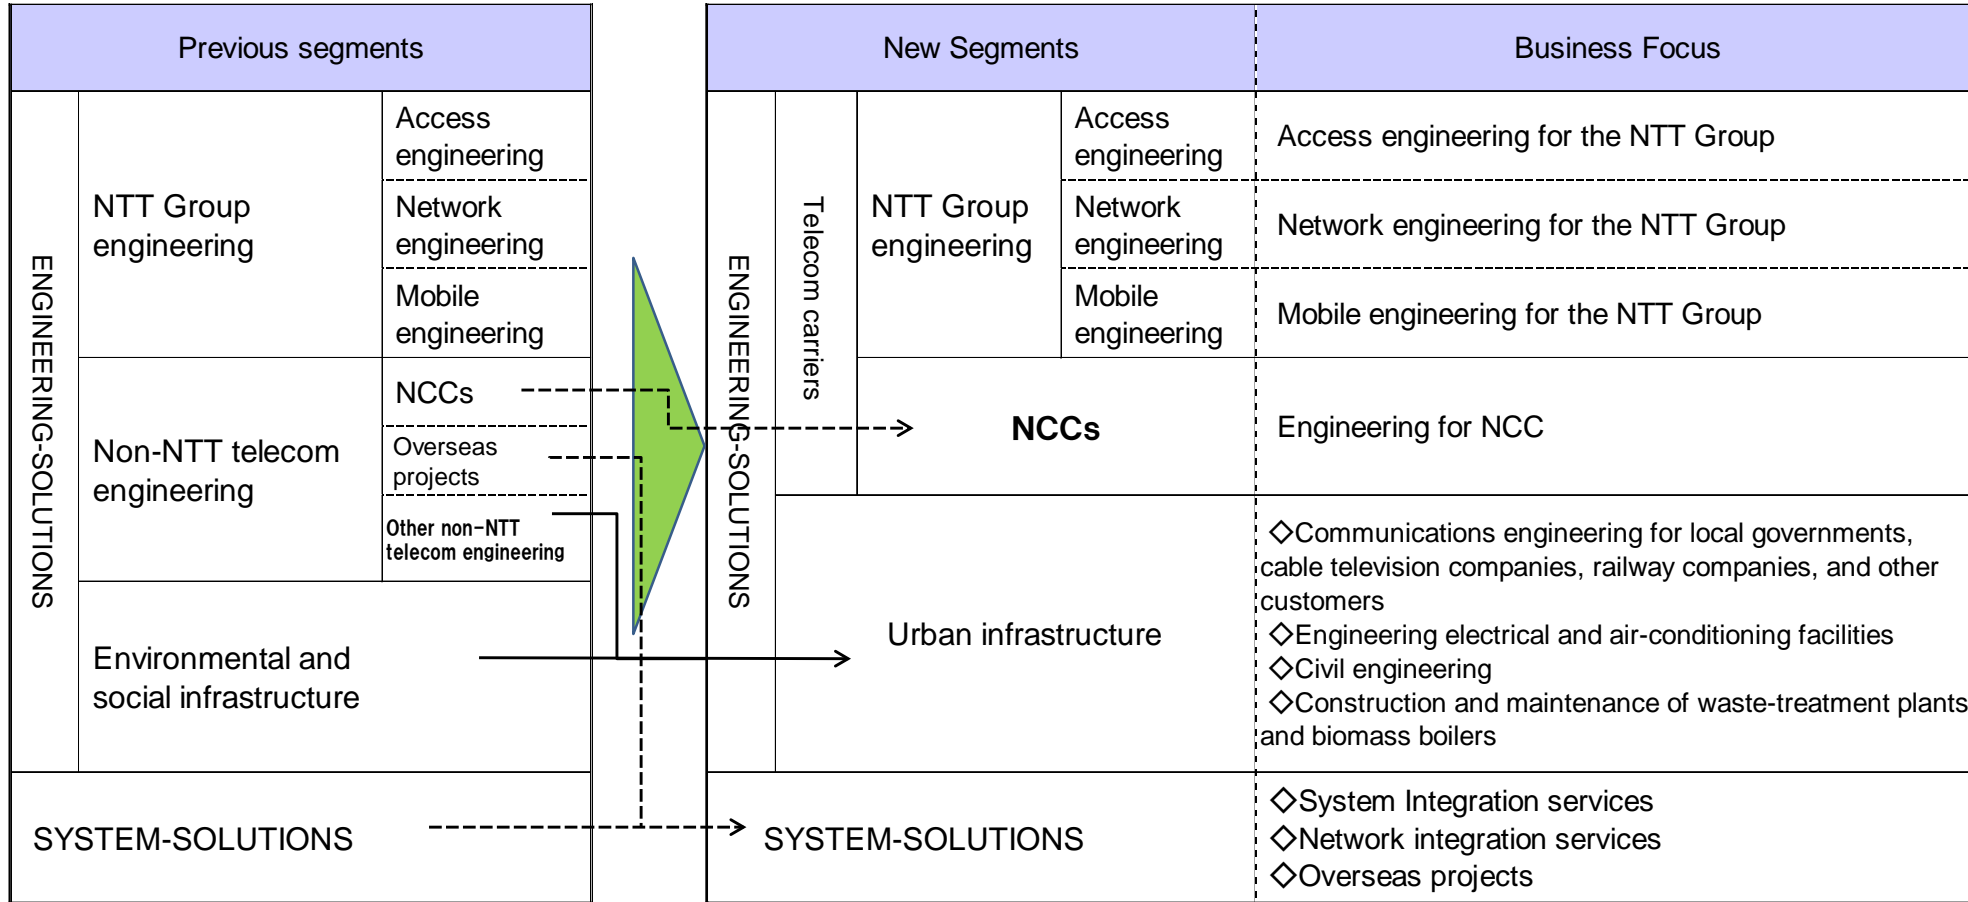 Previous segments
ENGINEERING-SOLUTIONS
NTT Group
engineering
Access
engineering
Network
engineering
Mobile
engineering
Non-NTT telecom
engineering
NCCs
Overseas
projects
Other non-NTT
telecom engineering
Environmental and
social infrastructure
SYSTEM-SOLUTIONS
New Segments
Business Focus
ENGINEERING-SOLUTIONS
Telecom carriers
NTT Group
engineering
Access
engineering
Access engineering for the NTT Group
Network
engineering
Network engineering for the NTT Group
Mobile
engineering
Mobile engineering for the NTT Group
NCCs
Engineering for NCC
Urban infrastructure
◇Communications engineering for local governments,
cable television companies, railway companies, and other
customers
◇Engineering electrical and air-conditioning facilities
◇Civil engineering
◇Construction and maintenance of waste-treatment plants
and biomass boilers
SYSTEM-SOLUTIONS
◇System Integration services
◇Network integration services
◇Overseas projects